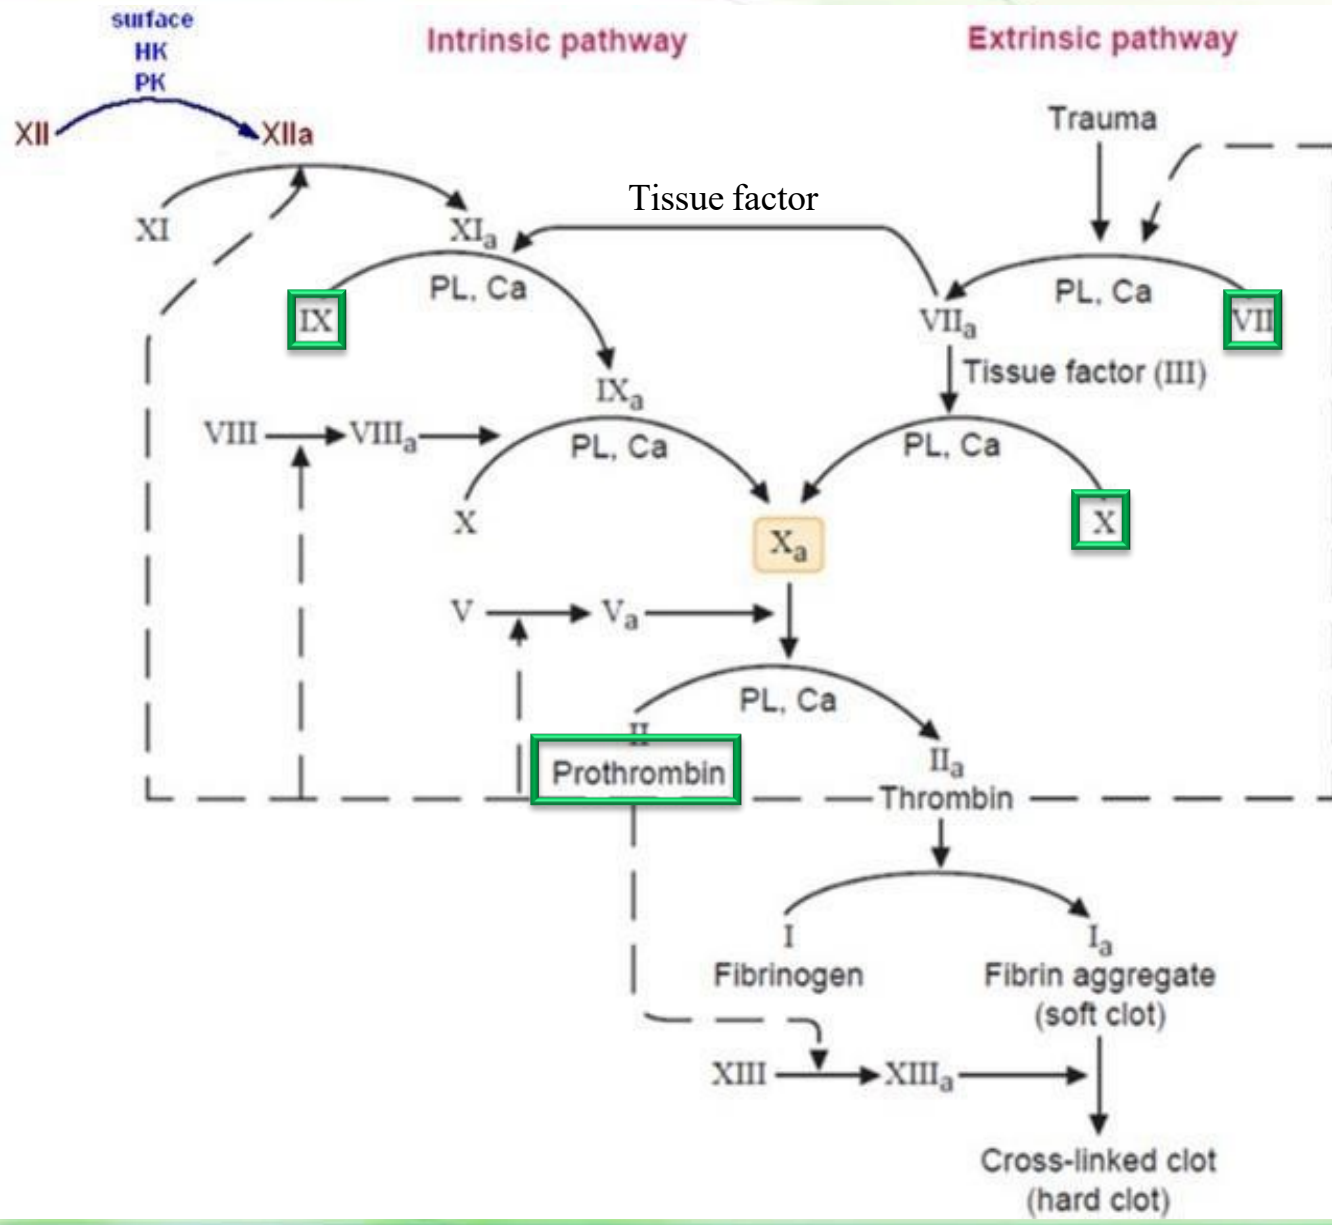 surface
HK
PK
Intrinsic pathway
Extrinsic pathway
XII
XIIa
Trauma
XI
XIa
Tissue factor
PL, Ca
PL, Ca
IX
VIIa
VII
Tissue factor (III)
IXa
VIII
VIIIa
PL, Ca
PL, Ca
X
Xa
X
V
Va
PL, Ca
II
Prothrombin
IIa
Thrombin
I
Fibrinogen
Ia
Fibrin aggregate
(soft clot)
XIII
XIIIa
Cross-linked clot
(hard clot)